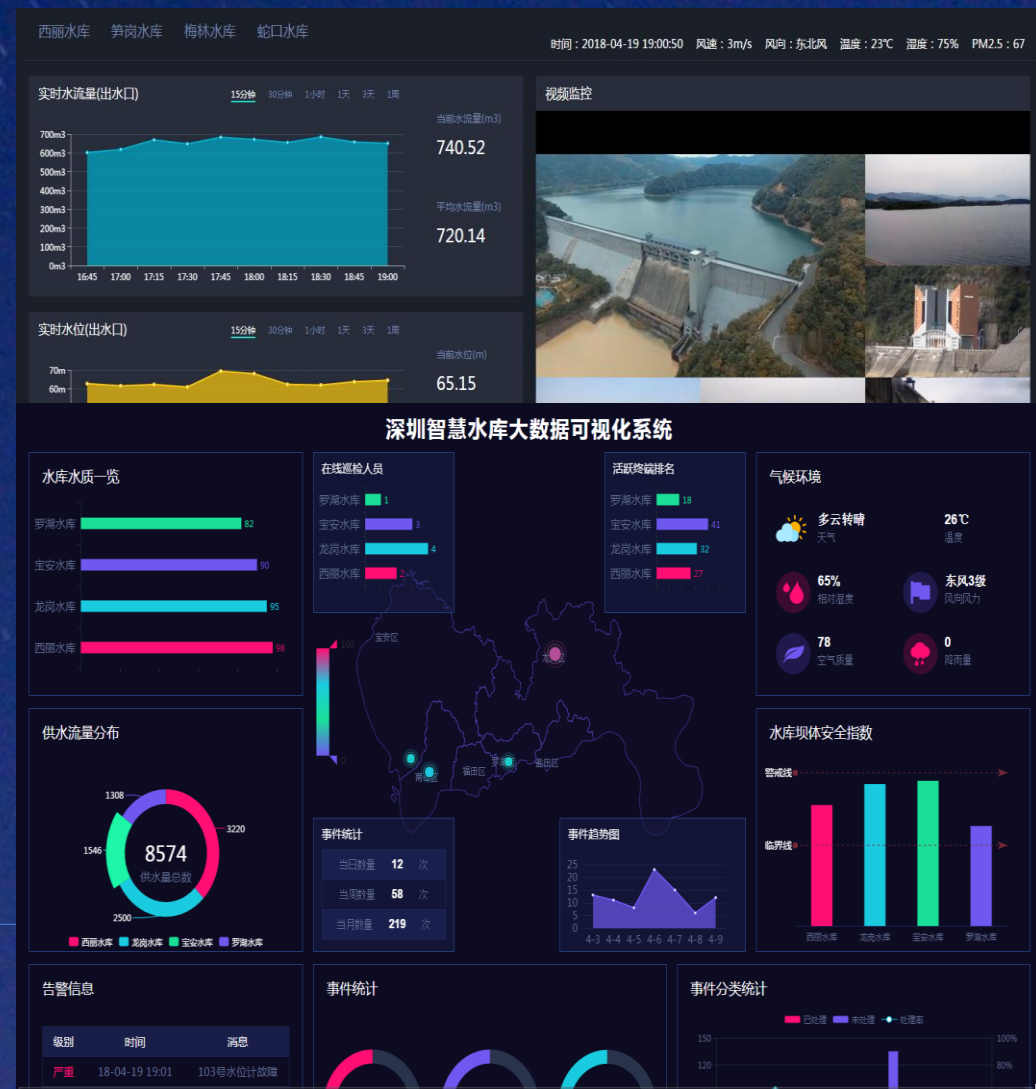 西丽水库 笋岗水库 梅林水库 蛇口水库
时间：2018-04-19 19:00:50 风速：3m/s 风向：东北风 温度：23℃ 湿度：75% PM2.5：67
实时水流量(出水口) 15分钟 30分钟 1小时 1天 3天 1周
当前水流量(m3)
740.52
平均水流量(m3)
720.14
700m3
600m3
500m3
400m3
300m3
200m3
100m3
0m3
16:45 17:00 17:15 17:30 17:45 18:00 18:15 18:30 18:45 19:00
视频监控
实时水位(出水口) 15分钟 30分钟 1小时 1天 3天 1周
当前水位(m)
65.15
70m
60m
深圳智慧水库大数据可视化系统
水库水质一览
罗湖水库 82
宝安水库 90
龙岗水库 95
西丽水库 98
在线巡检人员
罗湖水库 1
宝安水库 3
龙岗水库 4
西丽水库 2
活跃终端排名
罗湖水库 18
宝安水库 41
龙岗水库 32
西丽水库 27
气候环境
多云转晴 26℃
天气 温度
65% 东风3级
相对湿度 风向风力
78 0
空气质量 降雨量
100
0
宝安区
龙岗区
南山区
福田区
罗湖区
盐田区
供水流量分布
1308
3220
1546
2500
8574
供水量总数
西丽水库 龙岗水库 宝安水库 罗湖水库
事件统计
当日数量 12 次
当周数量 58 次
当月数量 219 次
事件趋势图
25
20
15
10
5
0
4-3 4-4 4-5 4-6 4-7 4-8 4-9
水库坝体安全指数
警戒线
临界线
西丽水库 龙岗水库 宝安水库 罗湖水库
告警信息
级别 时间 消息
严重 18-04-19 19:01 103号水位计故障
事件统计
事件分类统计
已处理 未处理 处理率
150 100%
120 80%